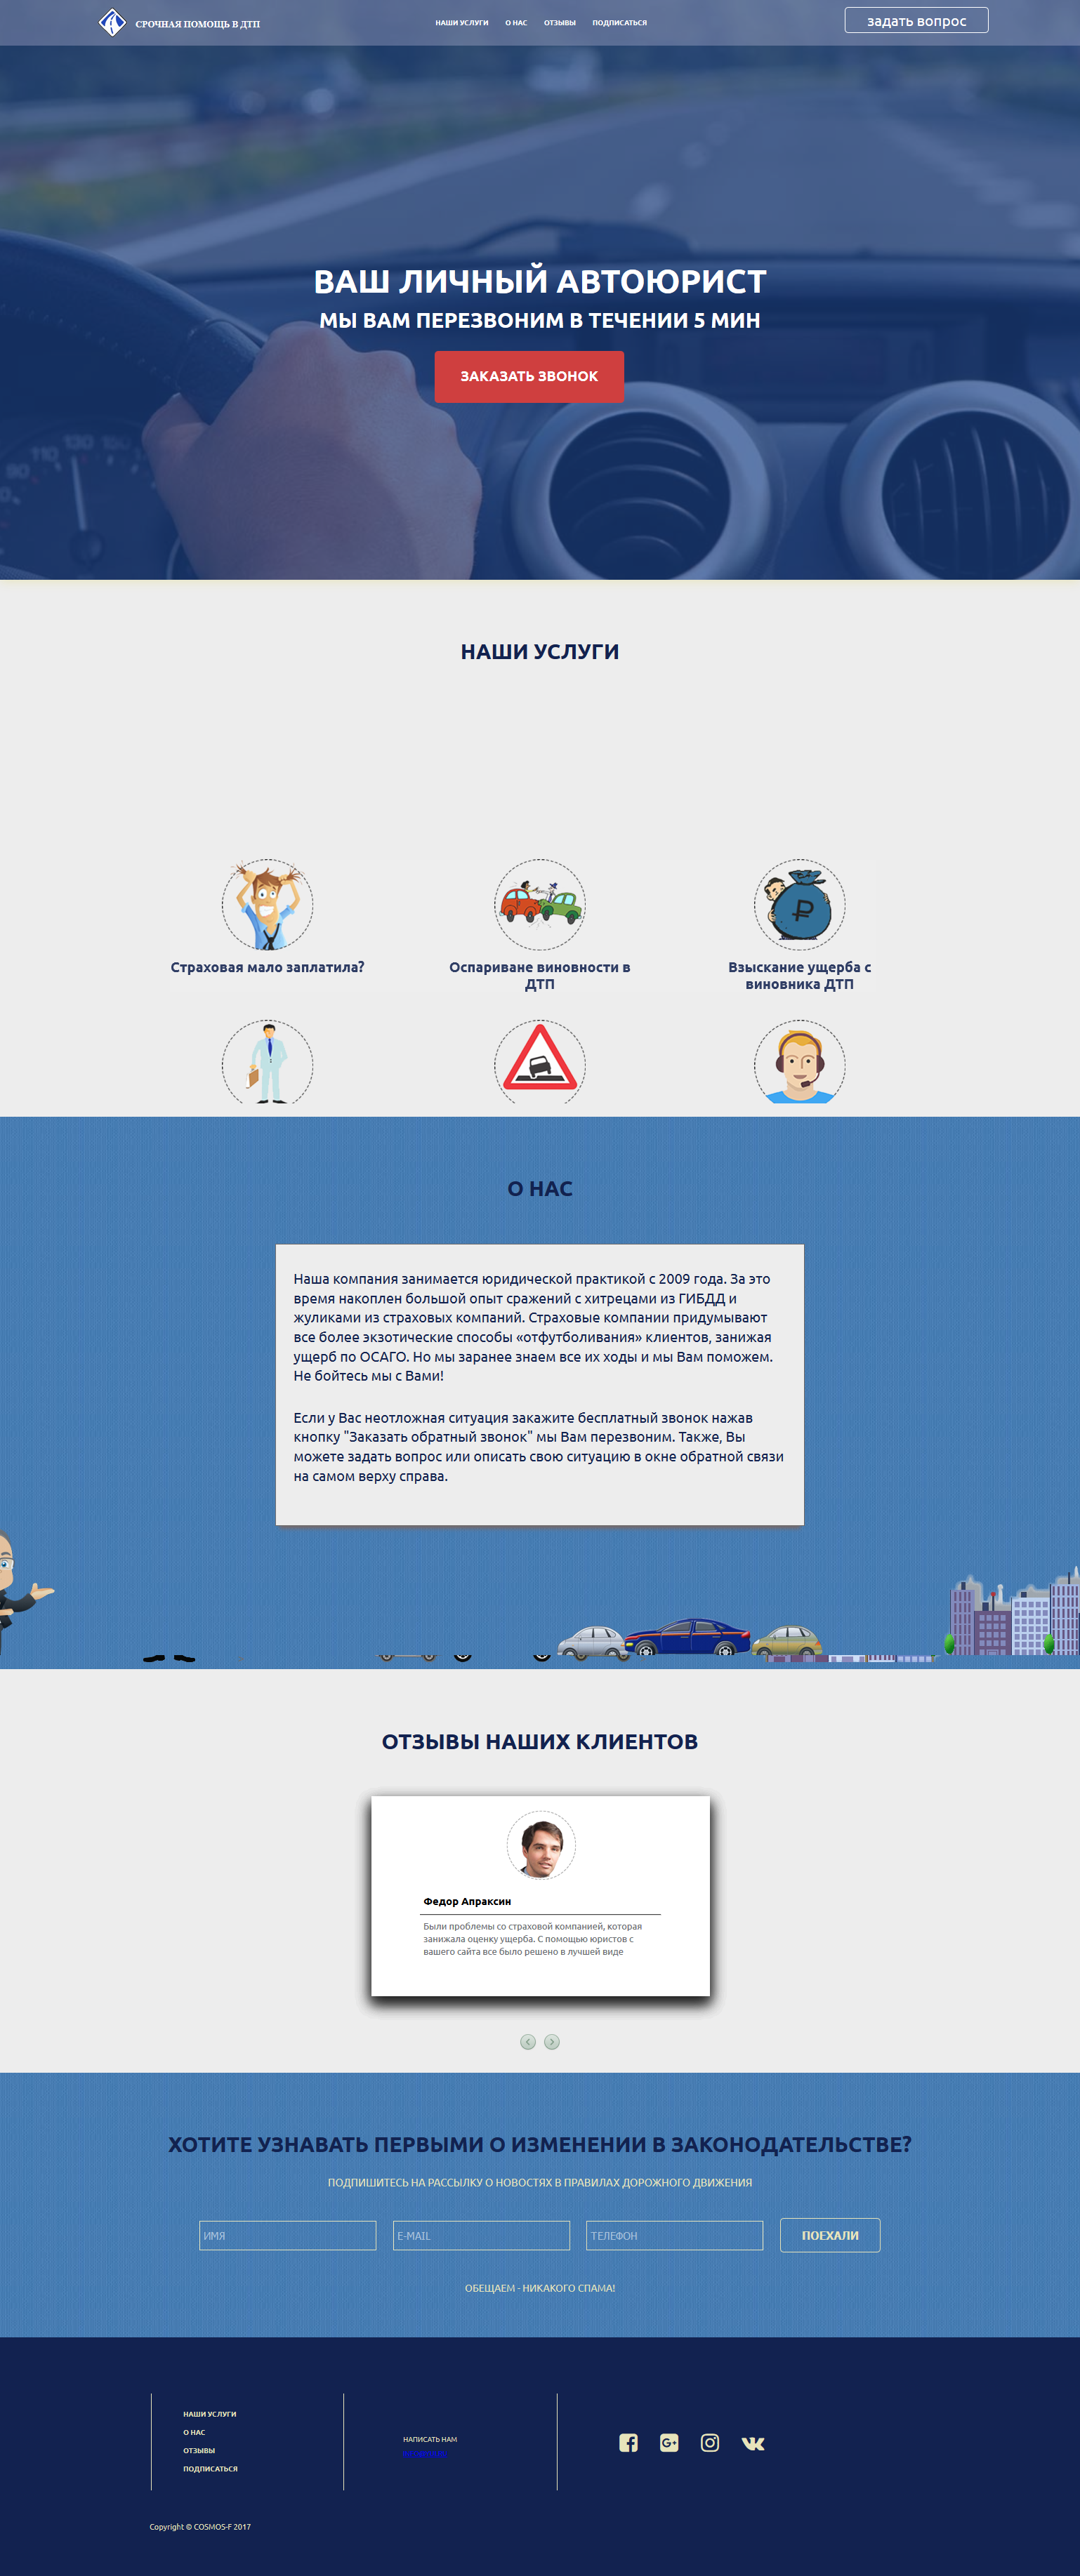 СРОЧНАЯ ПОМОЩЬ В ДТП
НАШИ УСЛУГИ О НАС ОТЗЫВЫ ПОДПИСАТЬСЯ
задать вопрос
ВАШ ЛИЧНЫЙ АВТОЮРИСТ
МЫ ВАМ ПЕРЕЗВОНИМ В ТЕЧЕНИИ 5 МИН
ЗАКАЗАТЬ ЗВОНОК
НАШИ УСЛУГИ
Страховая мало заплатила?
Оспариване виновности в
ДТП
Взыскание ущерба с
виновника ДТП
О НАС
Наша компания занимается юридической практикой с 2009 года. За это
время накоплен большой опыт сражений с хитрецами из ГИБДД и
жуликами из страховых компаний. Страховые компании придумывают
все более экзотические способы «отфутболивания» клиентов, занижая
ущерб по ОСАГО. Но мы заранее знаем все их ходы и мы Вам поможем.
Не бойтесь мы с Вами!
Если у Вас неотложная ситуация закажите бесплатный звонок нажав
кнопку "Заказать обратный звонок" мы Вам перезвоним. Также, Вы
можете задать вопрос или описать свою ситуацию в окне обратной связи
на самом верху справа.
ОТЗЫВЫ НАШИХ КЛИЕНТОВ
Федор Апраксин
Были проблемы со страховой компанией, которая
занижала оценку ущерба. С помощью юристов с
вашего сайта все было решено в лучшей виде
ХОТИТЕ УЗНАВАТЬ ПЕРВЫМИ О ИЗМЕНЕНИИ В ЗАКОНОДАТЕЛЬСТВЕ?
ПОДПИШИТЕСЬ НА РАССЫЛКУ О НОВОСТЯХ В ПРАВИЛАХ ДОРОЖНОГО ДВИЖЕНИЯ
ИМЯ
E-MAIL
ТЕЛЕФОН
ПОЕХАЛИ
ОБЕЩАЕМ - НИКАКОГО СПАМА!
НАШИ УСЛУГИ
О НАС
ОТЗЫВЫ
ПОДПИСАТЬСЯ
НАПИСАТЬ НАМ
Copyright © COSMOS-F 2017